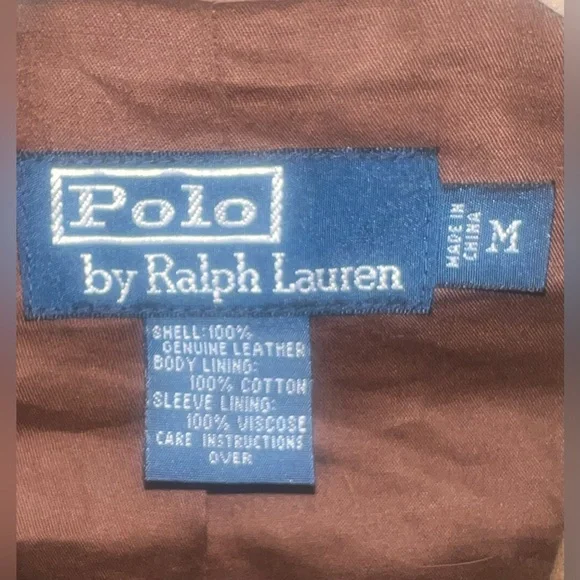 Polo
by Ralph Lauren
MADE IN
CHINA
M
SHELL: 100%
GENUINE LEATHER
BODY LINING:
100% COTTON
SLEEVE LINING:
100% VISCOSE
CARE INSTRUCTIONS
OVER